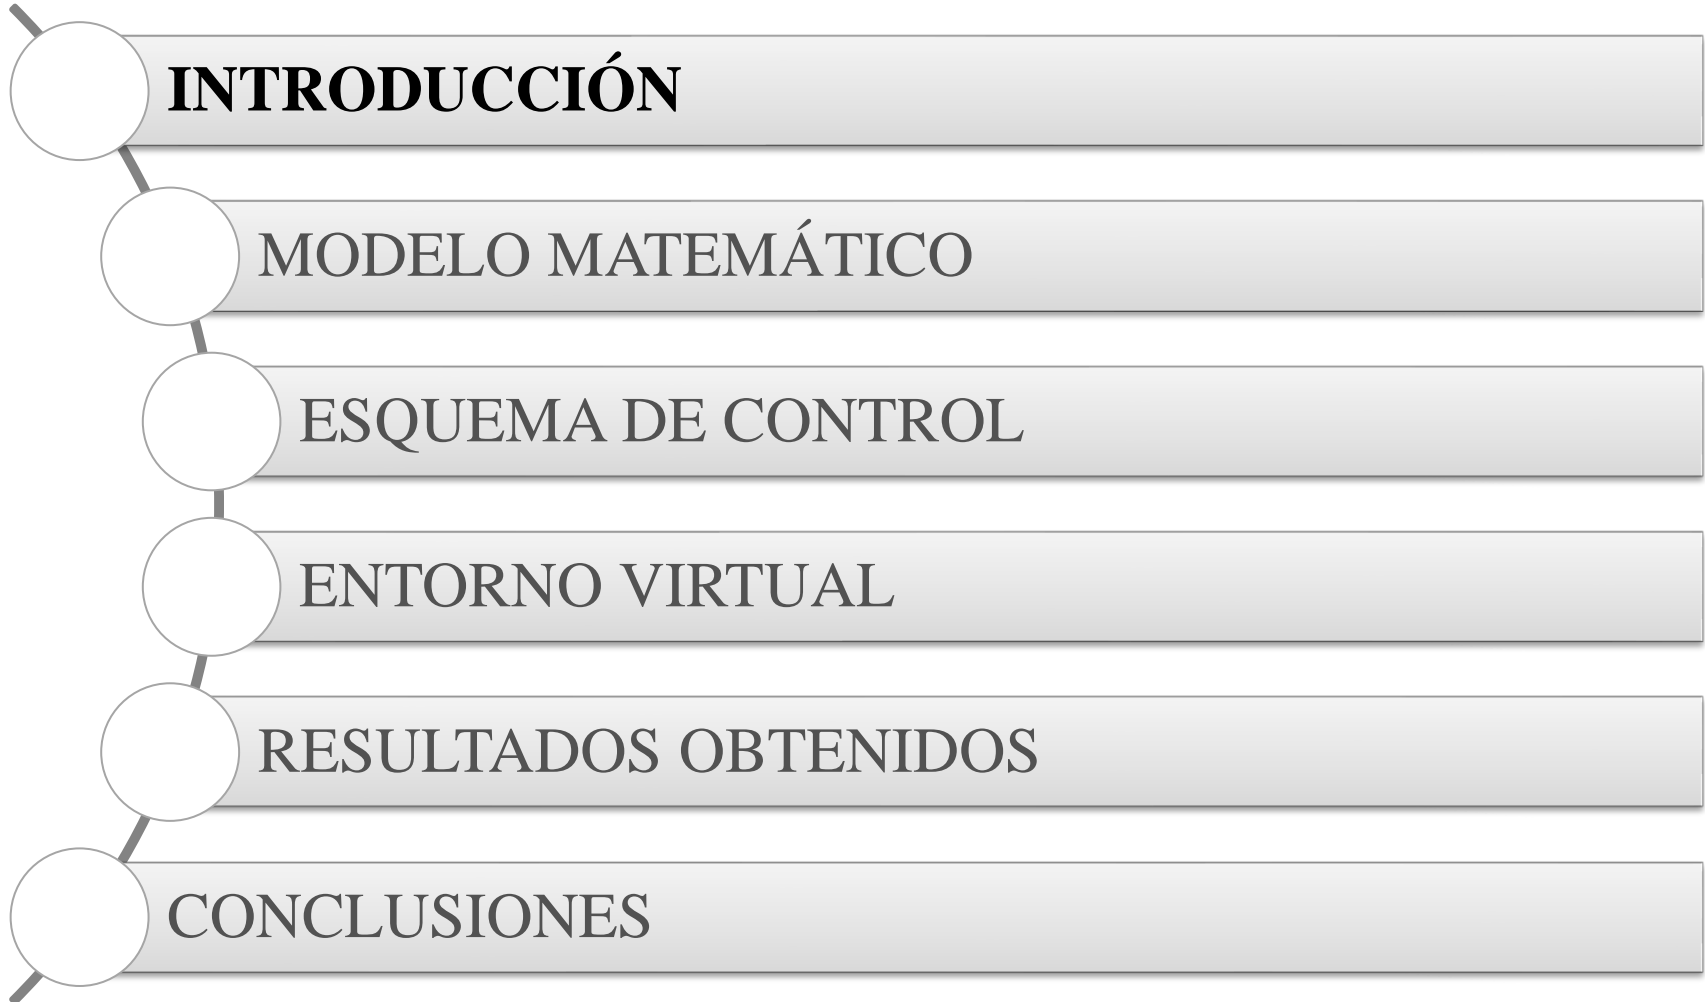 INTRODUCCIÓN
MODELO MATEMÁTICO
ESQUEMA DE CONTROL
ENTORNO VIRTUAL
RESULTADOS OBTENIDOS
CONCLUSIONES